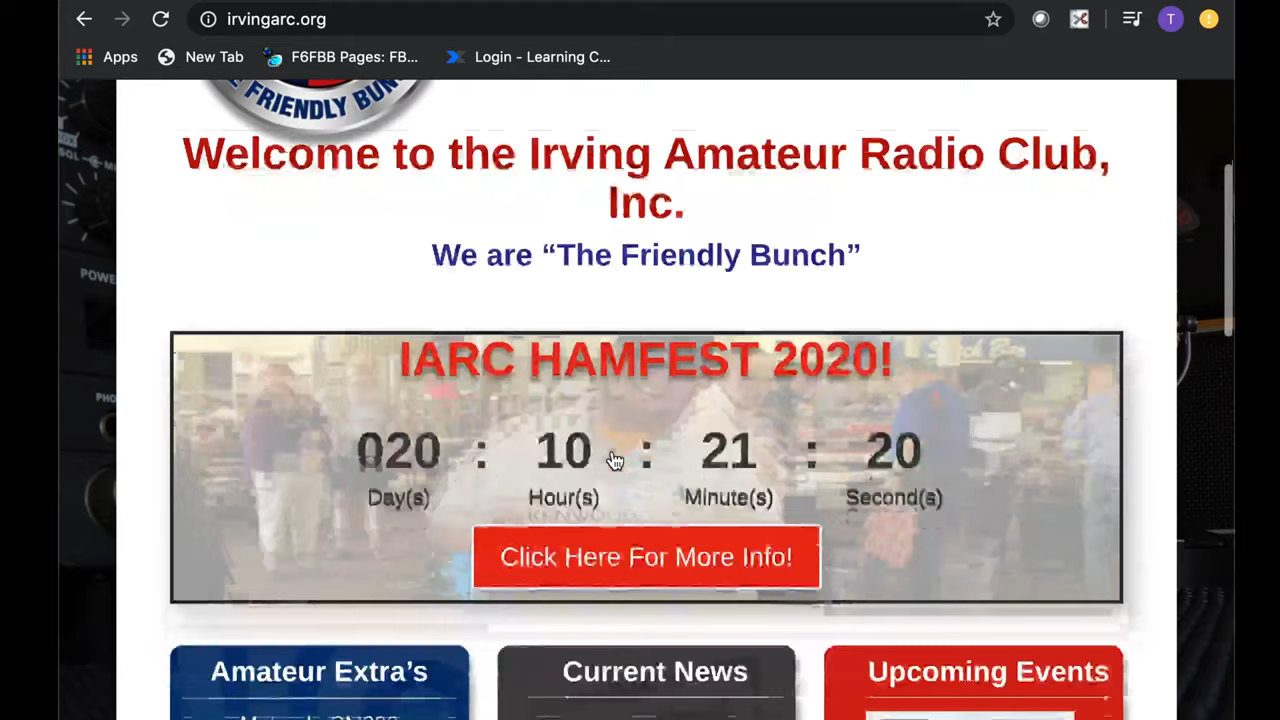 irvingarc.org
T
Apps New Tab F6FBB Pages: FB... Login - Learning C...
FRIENDLY BUN
Welcome to the Irving Amateur Radio Club,
Inc.
We are “The Friendly Bunch”
IARC HAMFEST 2020!
020 : 10 : 21 : 20
Day(s) Hour(s) Minute(s) Second(s)
KENWOOD
Click Here For More Info!
Amateur Extra’s Current News Upcoming Events
POWE